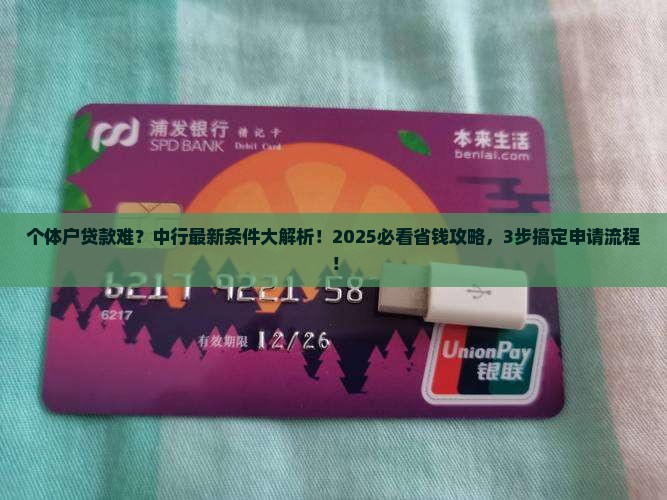 浦发银行 借记卡
SPD BANK Debit Card
本来生活
benlai.com
个体户贷款难？中行最新条件大解析！2025必看省钱攻略，3步搞定申请流程
！
6217 9221 58
6217
有效期限 12/26
UnionPay
银联